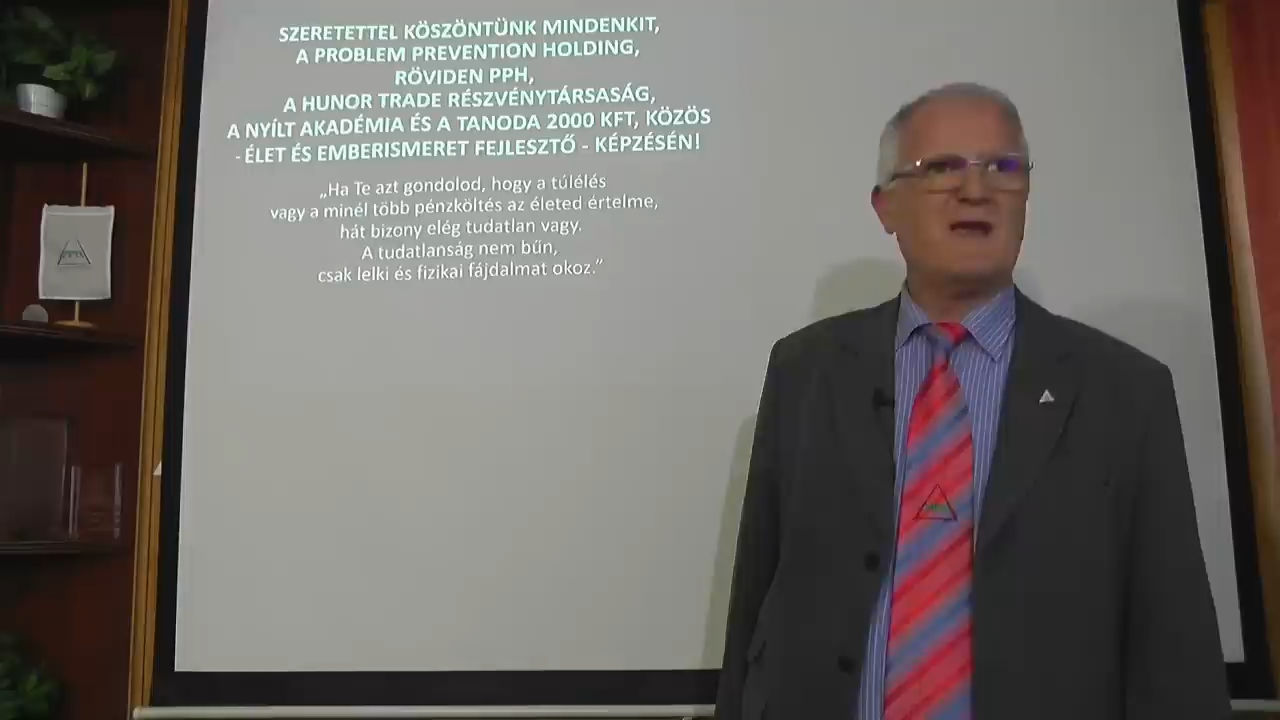 SZERETETTEL KÖSZÖNTÜNK MINDENKIT,
A PROBLEM PREVENTION HOLDING,
RÖVIDEN PPH,
A HUNOR TRADE RÉSZVÉNYTÁRSASÁG,
A NYÍLT AKADÉMIA ÉS A TANODA 2000 KFT, KÖZÖS
- ÉLET ÉS EMBERISMERET FEJLESZTŐ - KÉPZÉSÉN!
„Ha Te azt gondolod, hogy a túlélés
vagy a minél több pénzköltés az életed értelme,
hát bizony elég tudatlan vagy.
A tudatlanság nem bűn,
csak lelki és fizikai fájdalmat okoz.”